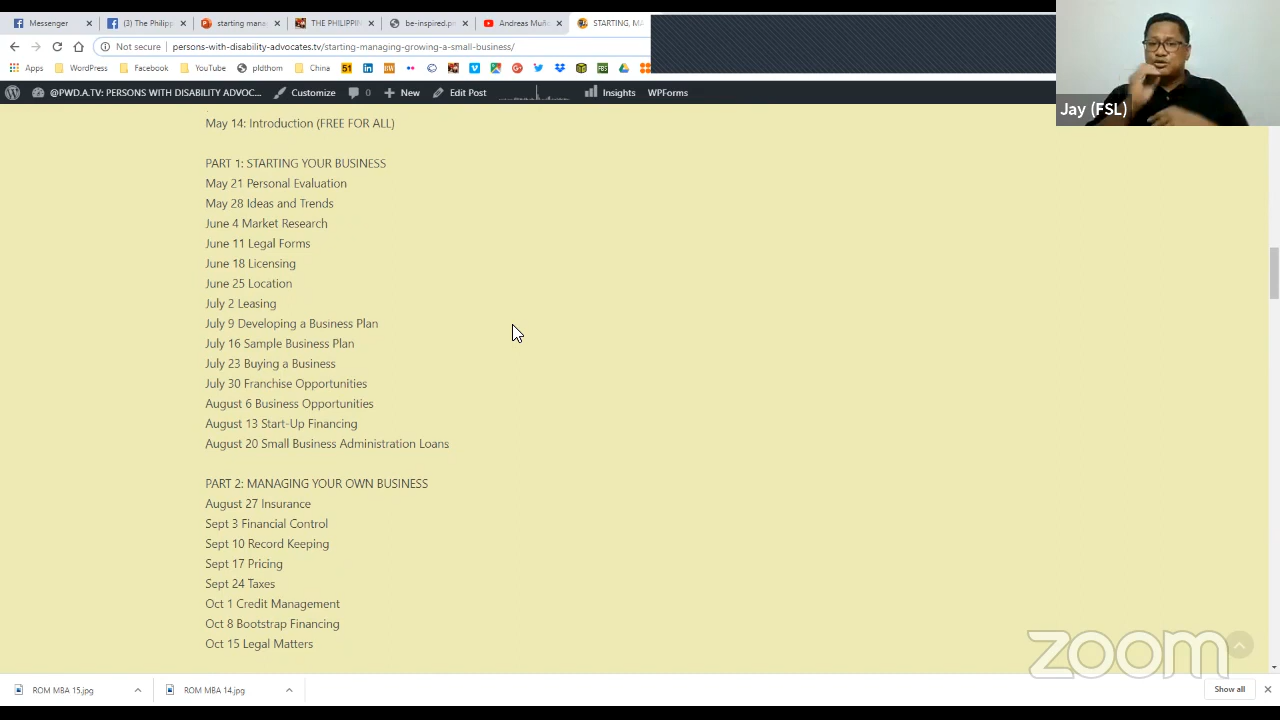 Messenger
(3) The Philipp
starting mana
THE PHILIPPIN
be-inspired.pr
Andreas Muño
STARTING, MA
Not secure | persons-with-disability-advocates.tv/starting-managing-growing-a-small-business/
Apps WordPress Facebook YouTube pldthom China
@PWD.A.TV: PERSONS WITH DISABILITY ADVOC... Customize 0 New Edit Post Insights WPForms
Jay (FSL)
May 14: Introduction (FREE FOR ALL)
PART 1: STARTING YOUR BUSINESS
May 21 Personal Evaluation
May 28 Ideas and Trends
June 4 Market Research
June 11 Legal Forms
June 18 Licensing
June 25 Location
July 2 Leasing
July 9 Developing a Business Plan
July 16 Sample Business Plan
July 23 Buying a Business
July 30 Franchise Opportunities
August 6 Business Opportunities
August 13 Start-Up Financing
August 20 Small Business Administration Loans
PART 2: MANAGING YOUR OWN BUSINESS
August 27 Insurance
Sept 3 Financial Control
Sept 10 Record Keeping
Sept 17 Pricing
Sept 24 Taxes
Oct 1 Credit Management
Oct 8 Bootstrap Financing
Oct 15 Legal Matters
zoom
ROM MBA 15.jpg
ROM MBA 14.jpg
Show all